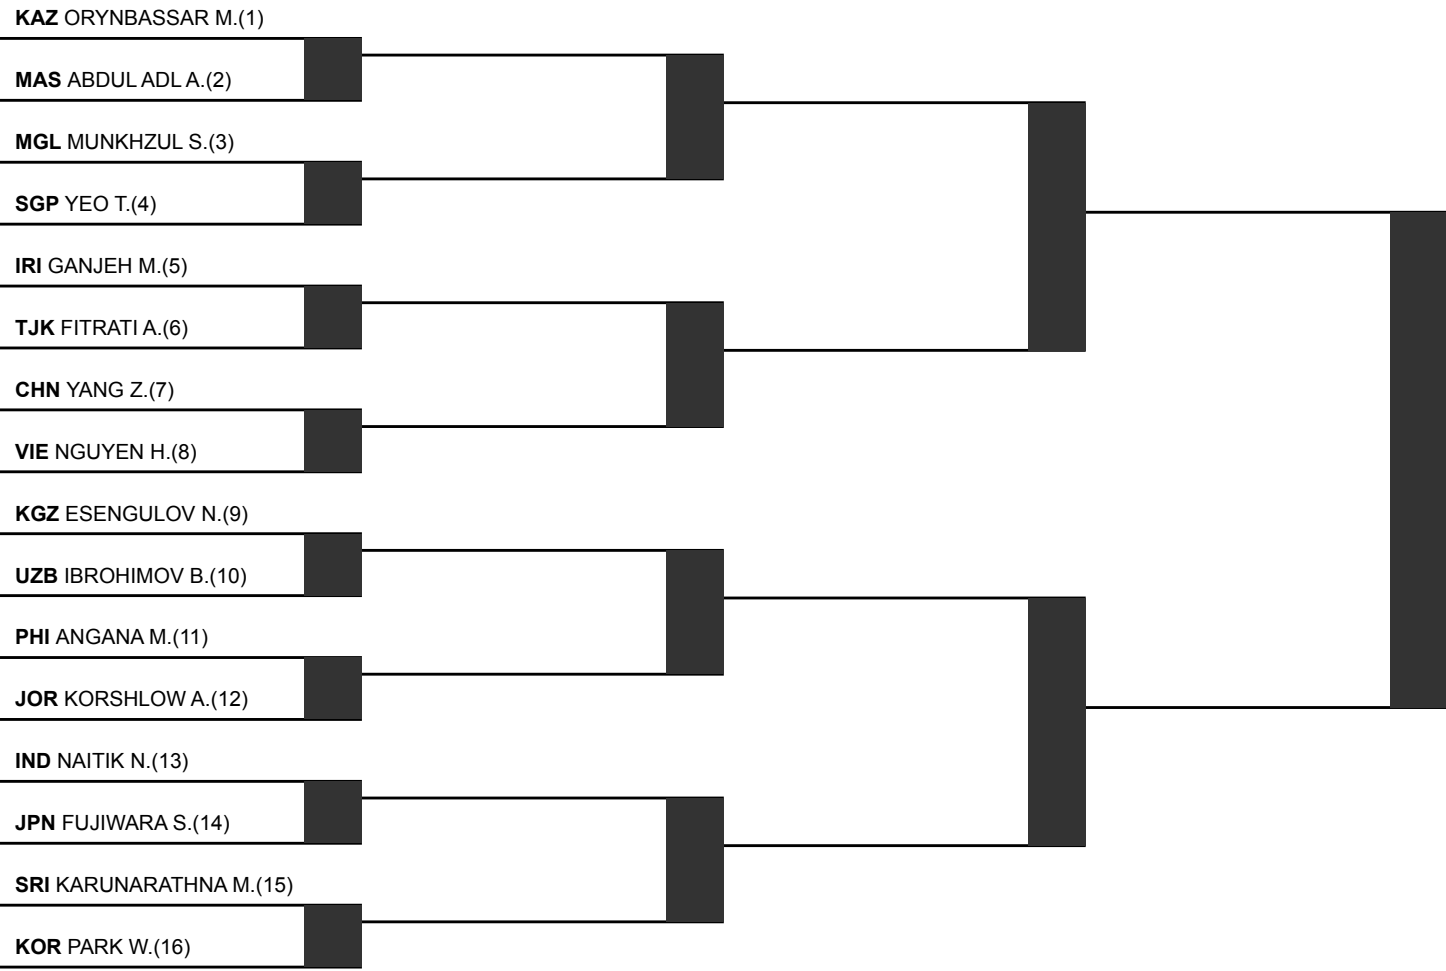 KAZ ORYNBASSAR M.(1)
MAS ABDUL ADL A.(2)
MGL MUNKHZUL S.(3)
SGP YEO T.(4)
IRI GANJEH M.(5)
TJK FITRATI A.(6)
CHN YANG Z.(7)
VIE NGUYEN H.(8)
KGZ ESENGULOV N.(9)
UZB IBROHIMOV B.(10)
PHI ANGANA M.(11)
JOR KORSHLOW A.(12)
IND NAITIK N.(13)
JPN FUJIWARA S.(14)
SRI KARUNARATHNA M.(15)
KOR PARK W.(16)